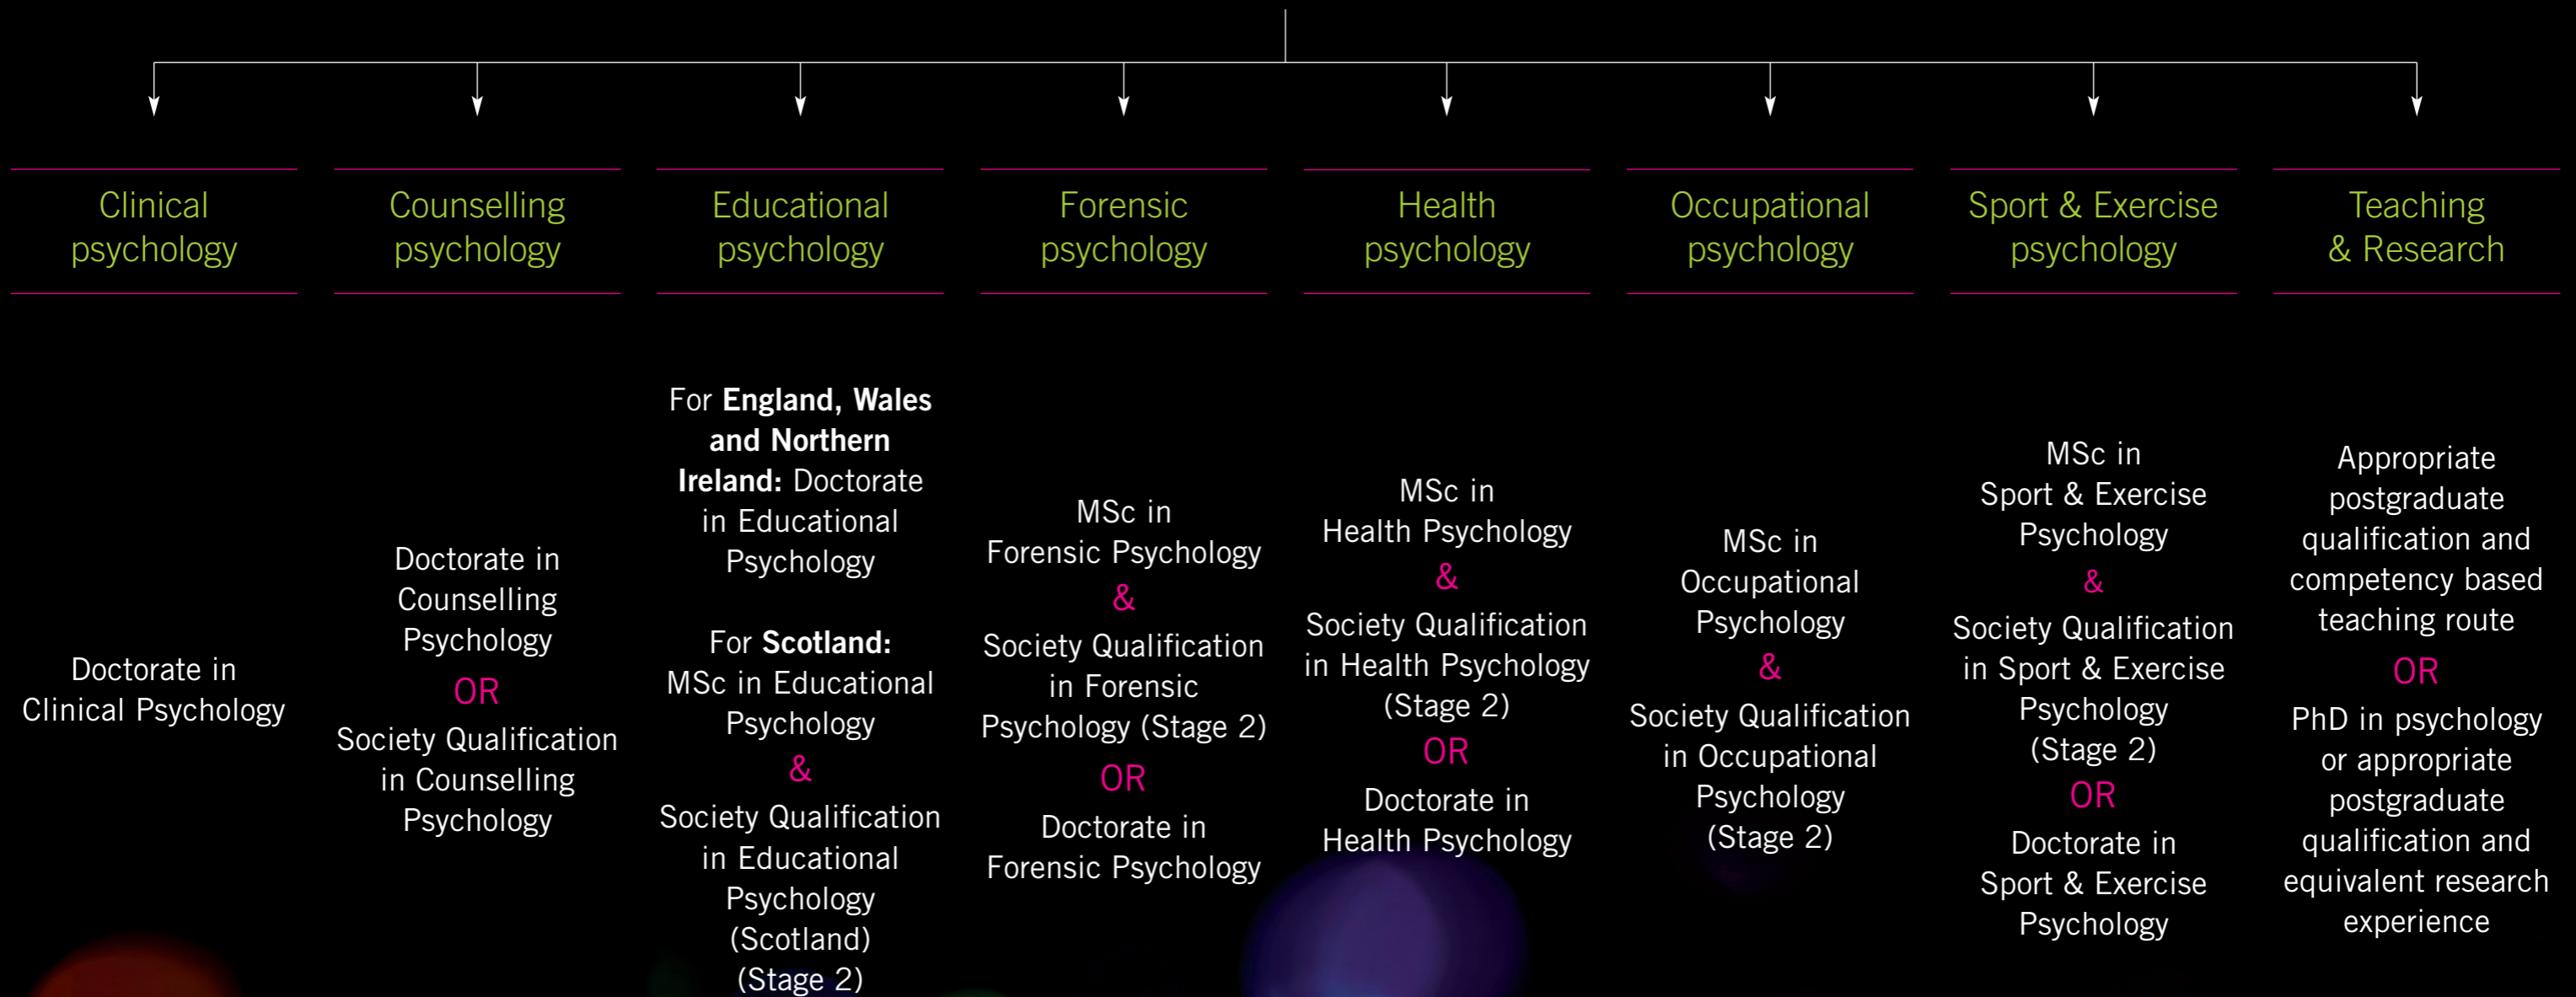 Clinical
psychology
Counselling
psychology
Educational
psychology
Forensic
psychology
Health
psychology
Occupational
psychology
Sport & Exercise
psychology
Teaching
& Research
Doctorate in
Clinical Psychology
Doctorate in
Counselling
Psychology
OR
Society Qualification
in Counselling
Psychology
For England, Wales
and Northern
Ireland: Doctorate
in Educational
Psychology
For Scotland:
MSc in Educational
Psychology
&
Society Qualification
in Educational
Psychology
(Scotland)
(Stage 2)
MSc in
Forensic Psychology
&
Society Qualification
in Forensic
Psychology (Stage 2)
OR
Doctorate in
Forensic Psychology
MSc in
Health Psychology
&
Society Qualification
in Health Psychology
(Stage 2)
OR
Doctorate in
Health Psychology
MSc in
Occupational
Psychology
&
Society Qualification
in Occupational
Psychology
(Stage 2)
MSc in
Sport & Exercise
Psychology
&
Society Qualification
in Sport & Exercise
Psychology
(Stage 2)
OR
Doctorate in
Sport & Exercise
Psychology
Appropriate
postgraduate
qualification and
competency based
teaching route
OR
PhD in psychology
or appropriate
postgraduate
qualification and
equivalent research
experience